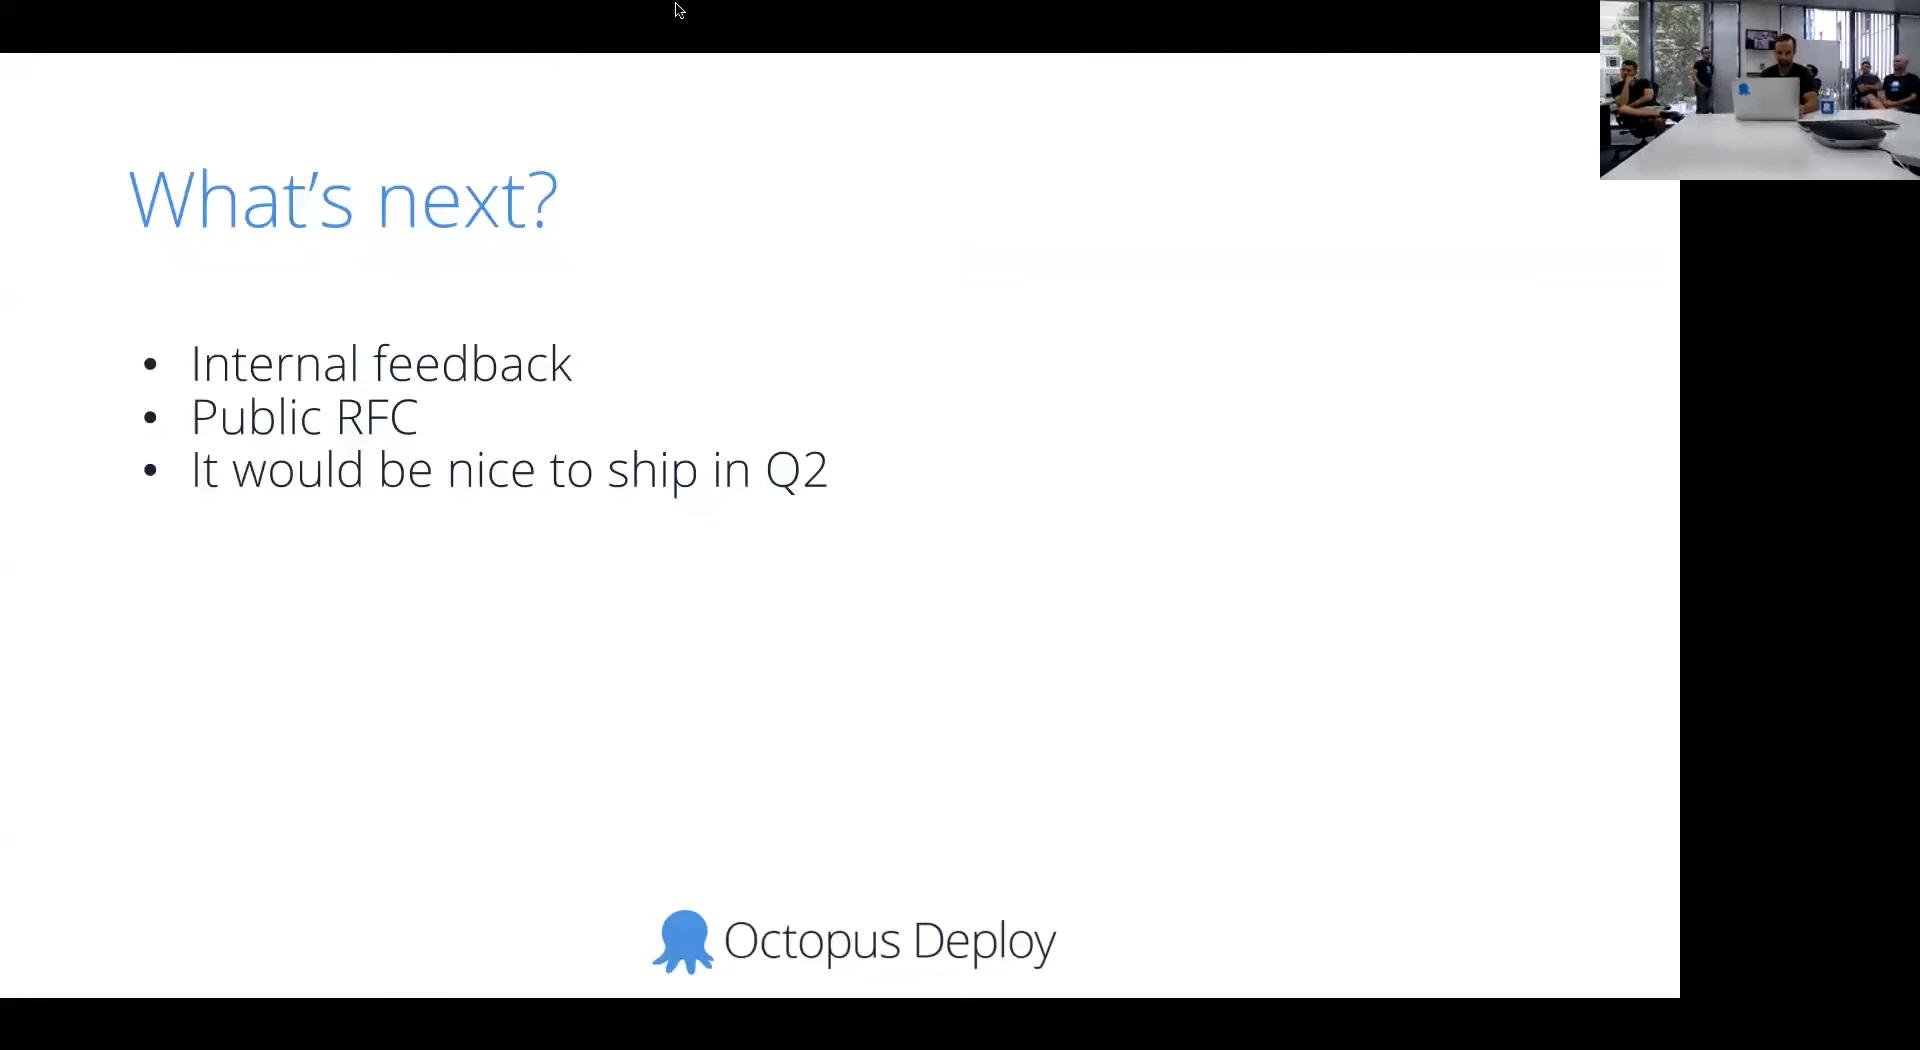 What's next?
• Internal feedback
• Public RFC
• It would be nice to ship in Q2
Octopus Deploy